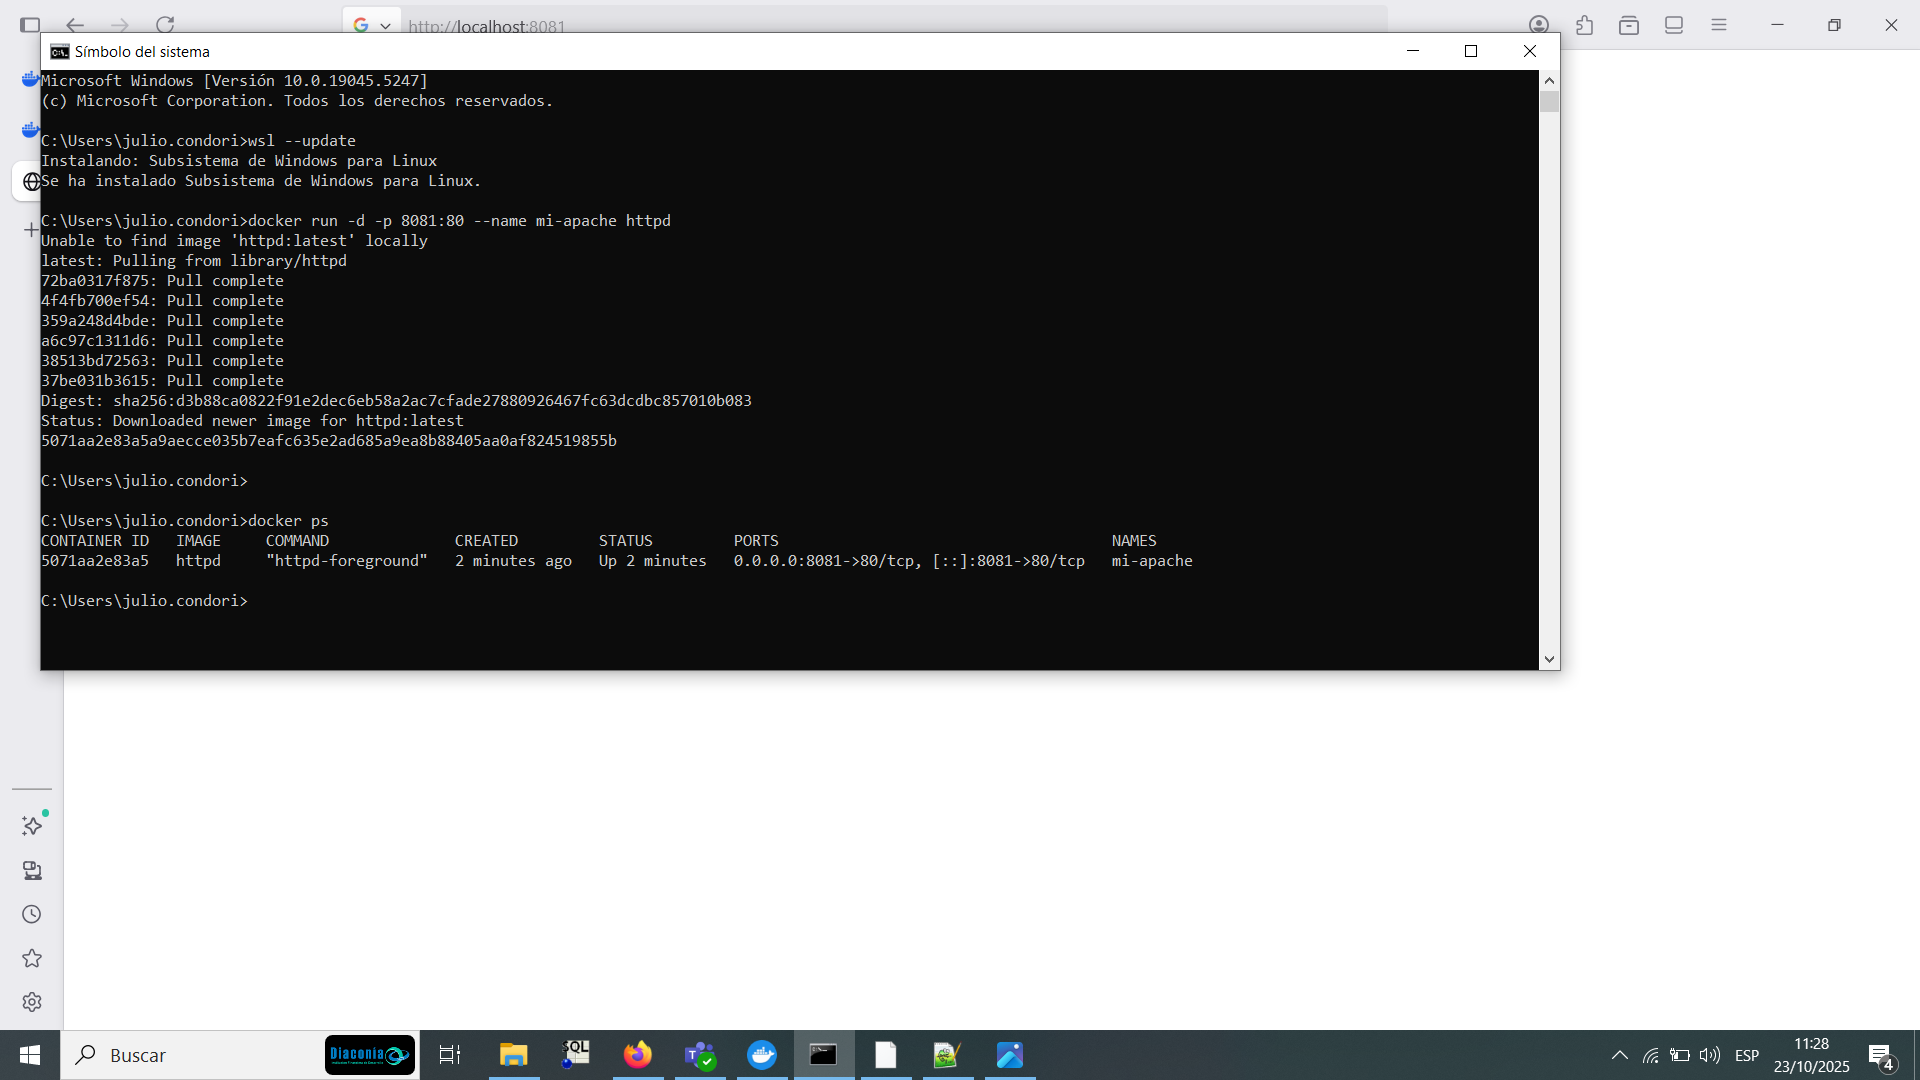 http://localhost:8081
Símbolo del sistema
Microsoft Windows [Versión 10.0.19045.5247]
(c) Microsoft Corporation. Todos los derechos reservados.
C:\Users\julio.condori>wsl --update
Instalando: Subsistema de Windows para Linux
Se ha instalado Subsistema de Windows para Linux.
C:\Users\julio.condori>docker run -d -p 8081:80 --name mi-apache httpd
Unable to find image 'httpd:latest' locally
latest: Pulling from library/httpd
72ba0317f875: Pull complete
4f4fb700ef54: Pull complete
359a248d4bde: Pull complete
a6c97c1311d6: Pull complete
38513bd72563: Pull complete
37be031b3615: Pull complete
Digest: sha256:d3b88ca0822f91e2dec6eb58a2ac7cfade27880926467fc63dcdbc857010b083
Status: Downloaded newer image for httpd:latest
5071aa2e83a5a9aecce035b7eafc635e2ad685a9ea8b88405aa0af824519855b
C:\Users\julio.condori>
C:\Users\julio.condori>docker ps
CONTAINER ID   IMAGE     COMMAND              CREATED         STATUS         PORTS                                     NAMES
5071aa2e83a5   httpd     "httpd-foreground"   2 minutes ago   Up 2 minutes   0.0.0.0:8081->80/tcp, [::]:8081->80/tcp   mi-apache
C:\Users\julio.condori>
Buscar
Diaconía
SQL
ESP
11:28
23/10/2025
4